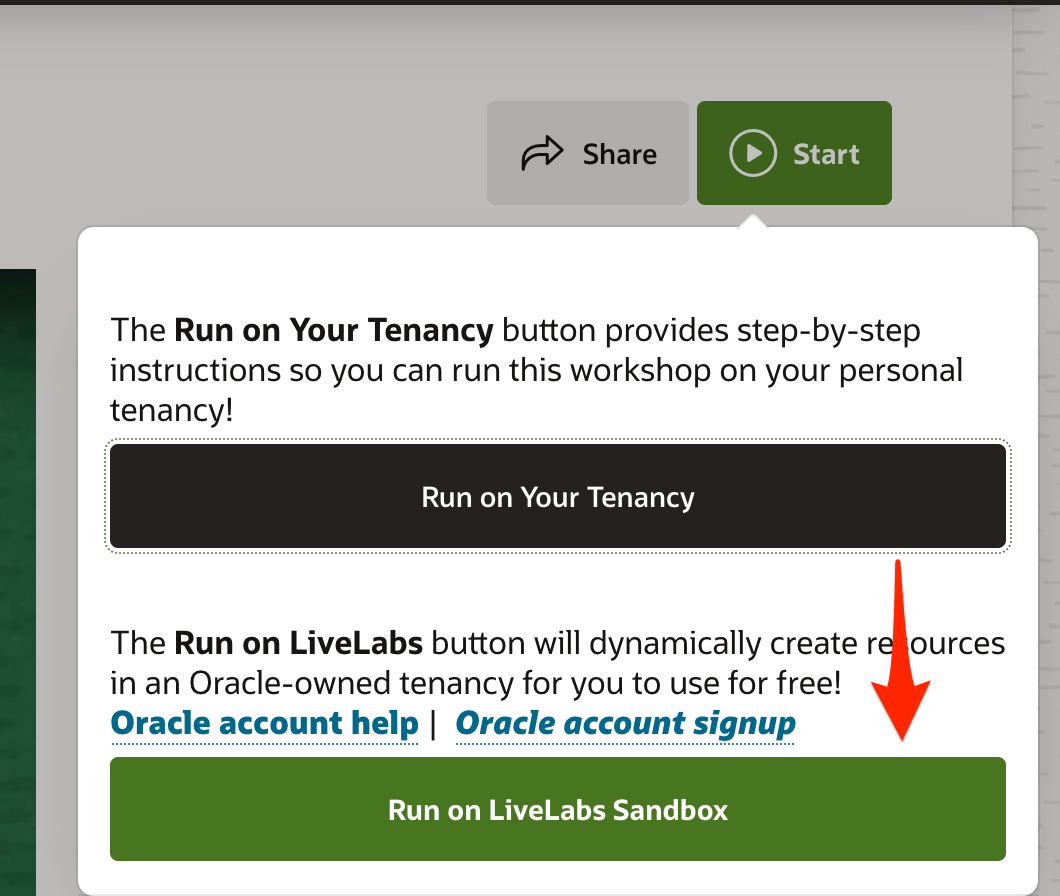 Share
Start
The Run on Your Tenancy button provides step-by-step
instructions so you can run this workshop on your personal
tenancy!
Run on Your Tenancy
The Run on LiveLabs button will dynamically create resources
in an Oracle-owned tenancy for you to use for free!
Oracle account help | Oracle account signup
Run on LiveLabs Sandbox